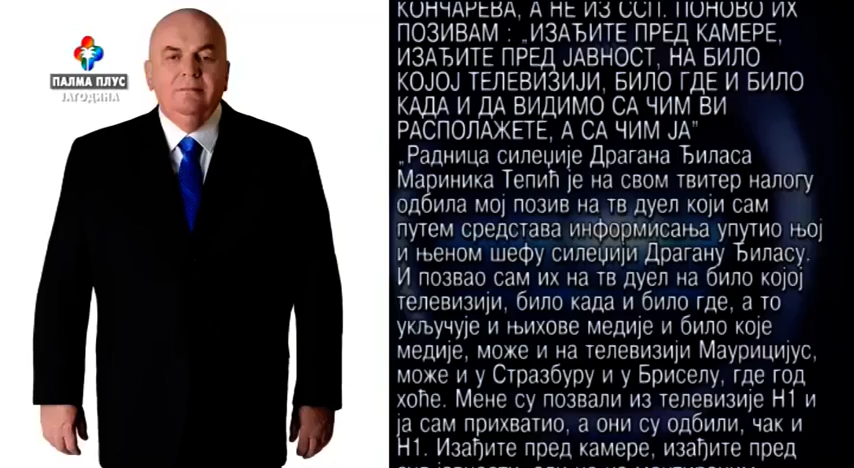 ПАЛМА ПЛУС
ЈАГОДИНА
КОНЧАРЕВА, А НЕ ИЗ ССП. ПОНОВО ИХ
ПОЗИВАМ : „ИЗАЂИТЕ ПРЕД КАМЕРЕ,
ИЗАЂИТЕ ПРЕД ЈАВНОСТ, НА БИЛО
КОЈОЈ ТЕЛЕВИЗИЈИ, БИЛО ГДЕ И БИЛО
КАДА И ДА ВИДИМО СА ЧИМ ВИ
РАСПОЛАЖЕТЕ, А СА ЧИМ ЈА”
„Радница силеџије Драгана Ђиласа
Мариника Тепић је на свом твитер налогу
одбила мој позив на тв дуел који сам
путем средстава информисања упутио њој
и њеном шефу силеџији Драгану Ђиласу.
И позвао сам их на тв дуел на било којој
телевизији, било када и било где, а то
укључује и њихове медије и било које
медије, може и на телевизији Маурицијус,
може и у Стразбуру и у Бриселу, где год
хоће. Мене су позвали из телевизије Н1 и
ја сам прихватио, а они су одбили, чак и
Н1. Изађите пред камере, изађите пред